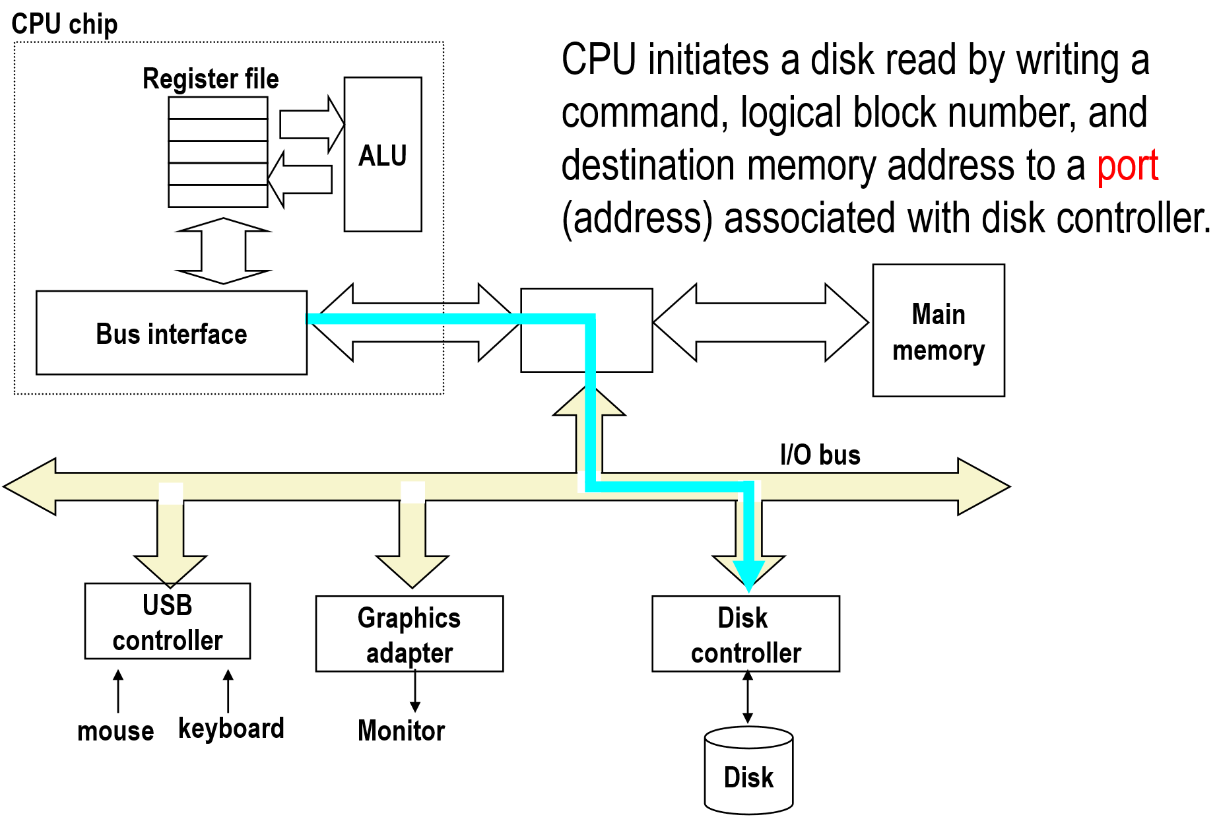 CPU chip
CPU initiates a disk read by writing a
command, logical block number, and
destination memory address to a port
(address) associated with disk controller.
Register file
ALU
Bus interface
Main
memory
I/O bus
USB
controller
Graphics
adapter
Disk
controller
mouse
keyboard
Monitor
Disk